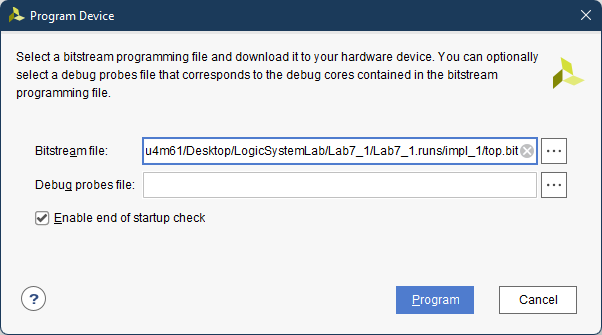 Program Device
Select a bitstream programming file and download it to your hardware device. You can optionally
select a debug probes file that corresponds to the debug cores contained in the bitstream
programming file.
Bitstream file: u4m61/Desktop/LogicSystemLab/Lab7_1/Lab7_1.runs/impl_1/top.bit ...
Debug probes file: ...
Enable end of startup check
? Program Cancel